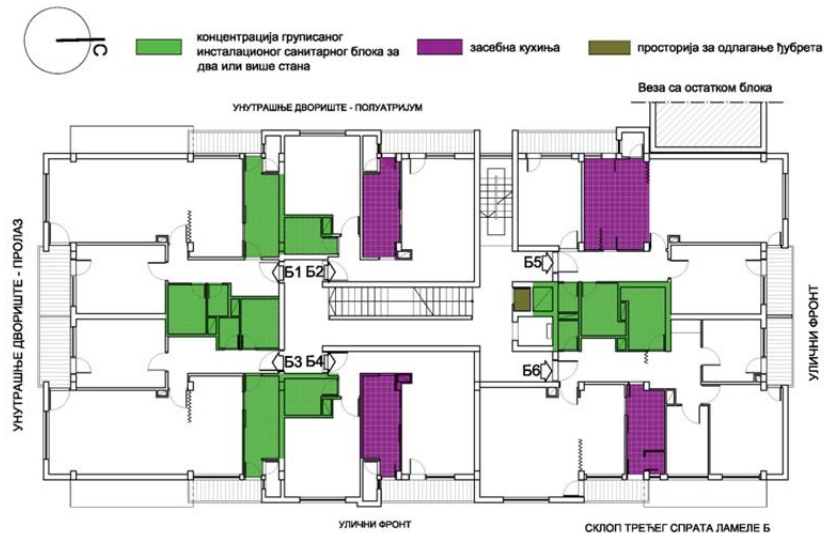 С
концентрација груписаног
инсталационог санитарног блока за
два или више стана
засебна кухиња
просторија за одлагање ђубрета
Веза са остатком блока
УНУТРАШЊЕ ДВОРИШТЕ - ПОЛУАТРИЈУМ
УНУТРАШЊЕ ДВОРИШТЕ - ПРОЛАЗ
Б1 Б2
Б5
Б3 Б4
Б6
УЛИЧНИ ФРОНТ
УЛИЧНИ ФРОНТ
СКЛОП ТРЕЋЕГ СПРАТА ЛАМЕЛЕ Б